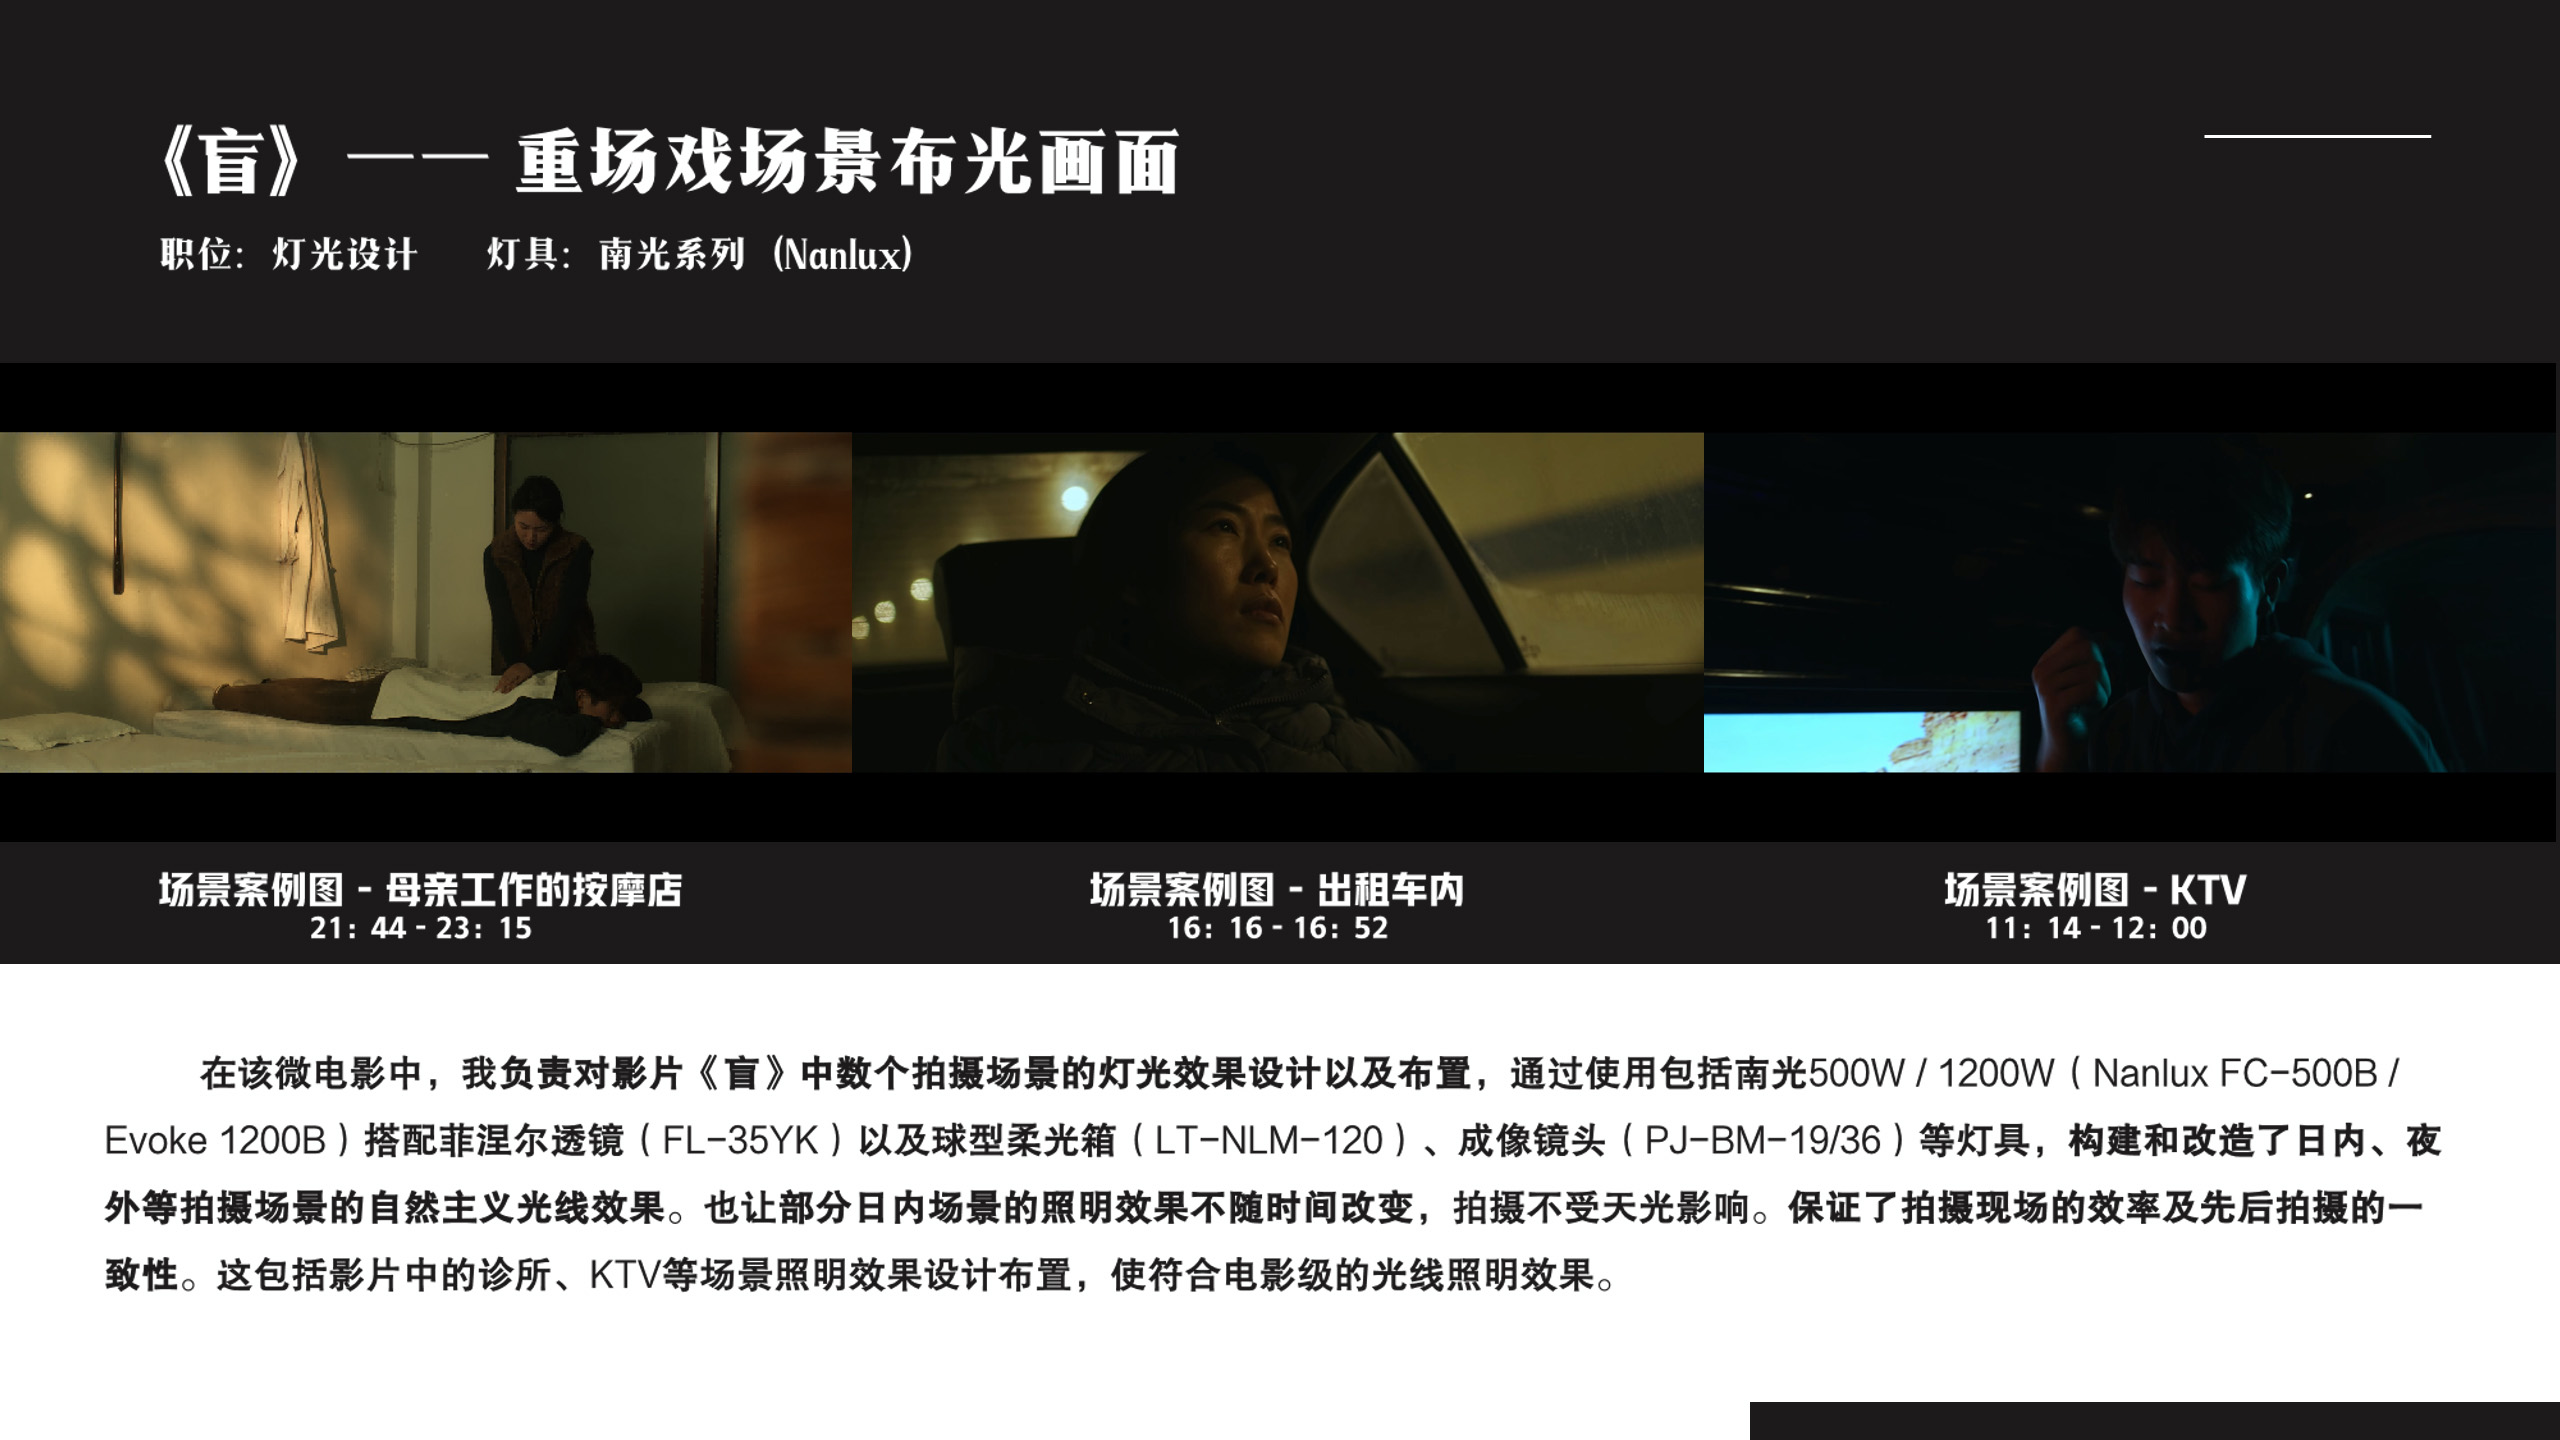 《盲》 —— 重场戏场景布光画面
职位：灯光设计 灯具：南光系列（Nanlux）
场景案例图 - 母亲工作的按摩店
21：44 - 23：15
场景案例图 - 出租车内
16：16 - 16：52
场景案例图 - KTV
11：14 - 12：00
在该微电影中，我负责对影片《盲》中数个拍摄场景的灯光效果设计以及布置，通过使用包括南光500W / 1200W（Nanlux FC-500B /
Evoke 1200B）搭配菲涅尔透镜（FL-35YK）以及球型柔光箱（LT-NLM-120）、成像镜头（PJ-BM-19/36）等灯具，构建和改造了日内、夜
外等拍摄场景的自然主义光线效果。也让部分日内场景的照明效果不随时间改变，拍摄不受天光影响。保证了拍摄现场的效率及先后拍摄的一
致性。这包括影片中的诊所、KTV等场景照明效果设计布置，使符合电影级的光线照明效果。